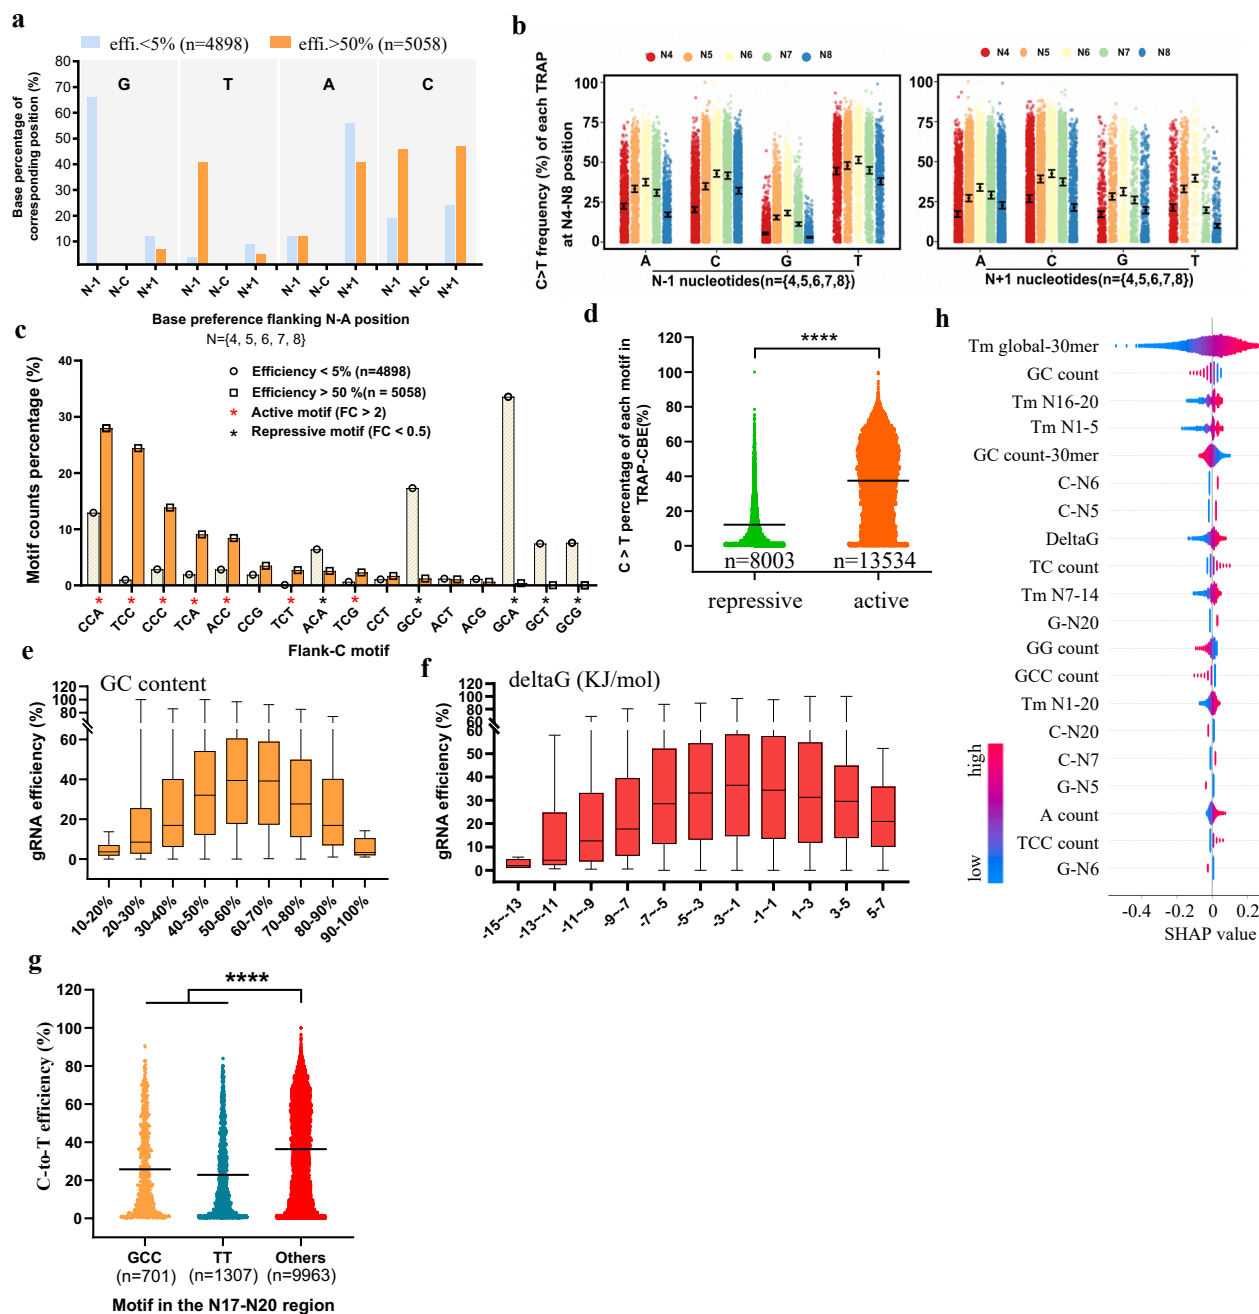 a
effi.<5% (n=4898)
effi.>50% (n=5058)
Base percentage of
corresponding position (%)
80
70
60
50
40
30
20
10
G
T
A
C
N-1
N-C
N+1
N-1
N-C
N+1
N-1
N-C
N+1
N-1
N-C
N+1
Base preference flanking N-A position
N={4, 5, 6, 7, 8}
b
C>T frequency (%) of each TRAP
at N4-N8 position
N4
N5
N6
N7
N8
100
75
50
25
0
A
C
G
T
N-1 nucleotides(n={4,5,6,7,8})
N4
N5
N6
N7
N8
100
75
50
25
0
A
C
G
T
N+1 nucleotides(n={4,5,6,7,8})
c
Motif counts percentage (%)
40
30
20
10
0
Efficiency < 5% (n=4898)
Efficiency > 50 %(n = 5058)
* Active motif (FC > 2)
* Repressive motif (FC < 0.5)
* * * * * * * * * * * *
CCA
TCC
CCC
TCA
ACC
CCG
TCT
ACA
TCG
CCT
GCC
ACT
ACG
GCA
GCT
GCG
Flank-C motif
d
C > T percentage of each motif in
TRAP-CBE(%)
120
100
80
60
40
20
0
****
n=8003
n=13534
repressive
active
e
GC content
gRNA efficiency (%)
120
100
80
60
40
20
0
10-20%
20-30%
30-40%
40-50%
50-60%
60-70%
70-80%
80-90%
90-100%
f
deltaG (KJ/mol)
gRNA efficiency (%)
120
100
80
60
50
40
30
20
10
0
-15~-13
-13~-11
-11~-9
-9~-7
-7~-5
-5~-3
-3~-1
-1~1
1~3
3-5
5-7
g
C-to-T efficiency (%)
120
100
80
60
40
20
0
****
GCC
(n=701)
TT
(n=1307)
Others
(n=9963)
Motif in the N17-N20 region
h
Tm global-30mer
GC count
Tm N16-20
Tm N1-5
GC count-30mer
C-N6
C-N5
DeltaG
TC count
Tm N7-14
G-N20
GG count
GCC count
Tm N1-20
C-N20
C-N7
G-N5
A count
TCC count
G-N6
high
low
-0.4
-0.2
0
0.2
SHAP value